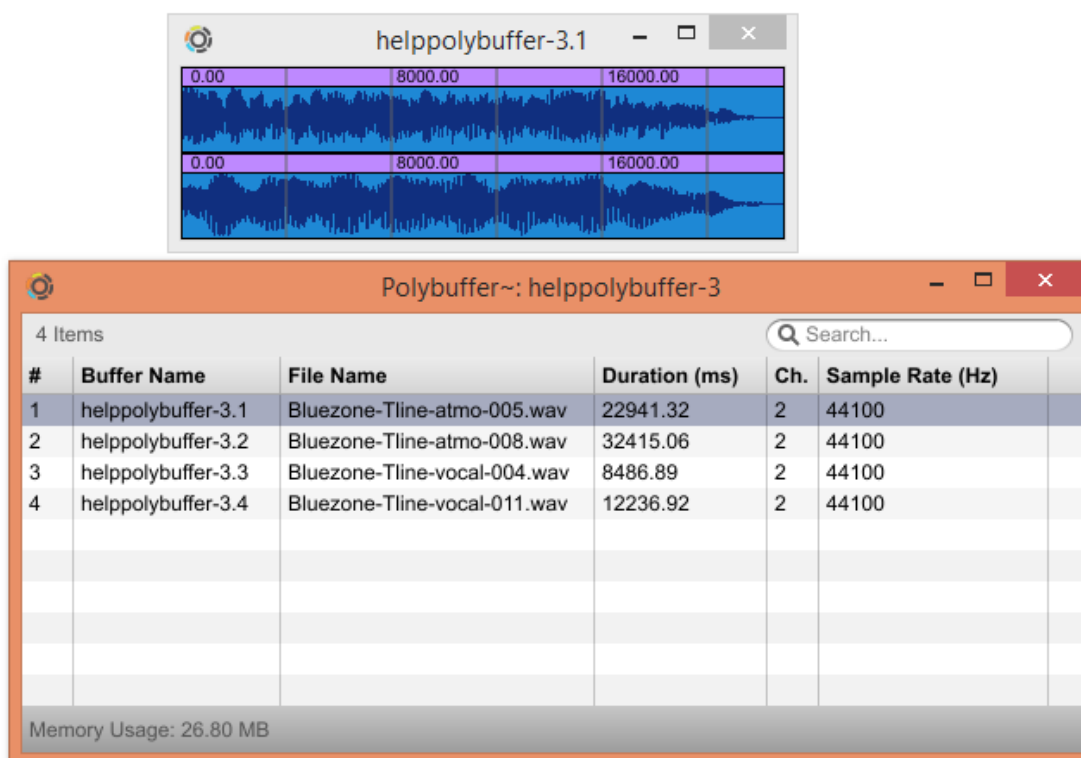 helppolybuffer-3.1
0.00 8000.00 16000.00
0.00 8000.00 16000.00
Polybuffer~: helppolybuffer-3
4 Items Search...
# Buffer Name File Name Duration (ms) Ch. Sample Rate (Hz)
1 helppolybuffer-3.1 Bluezone-Tline-atmo-005.wav 22941.32 2 44100
2 helppolybuffer-3.2 Bluezone-Tline-atmo-008.wav 32415.06 2 44100
3 helppolybuffer-3.3 Bluezone-Tline-vocal-004.wav 8486.89 2 44100
4 helppolybuffer-3.4 Bluezone-Tline-vocal-011.wav 12236.92 2 44100
Memory Usage: 26.80 MB